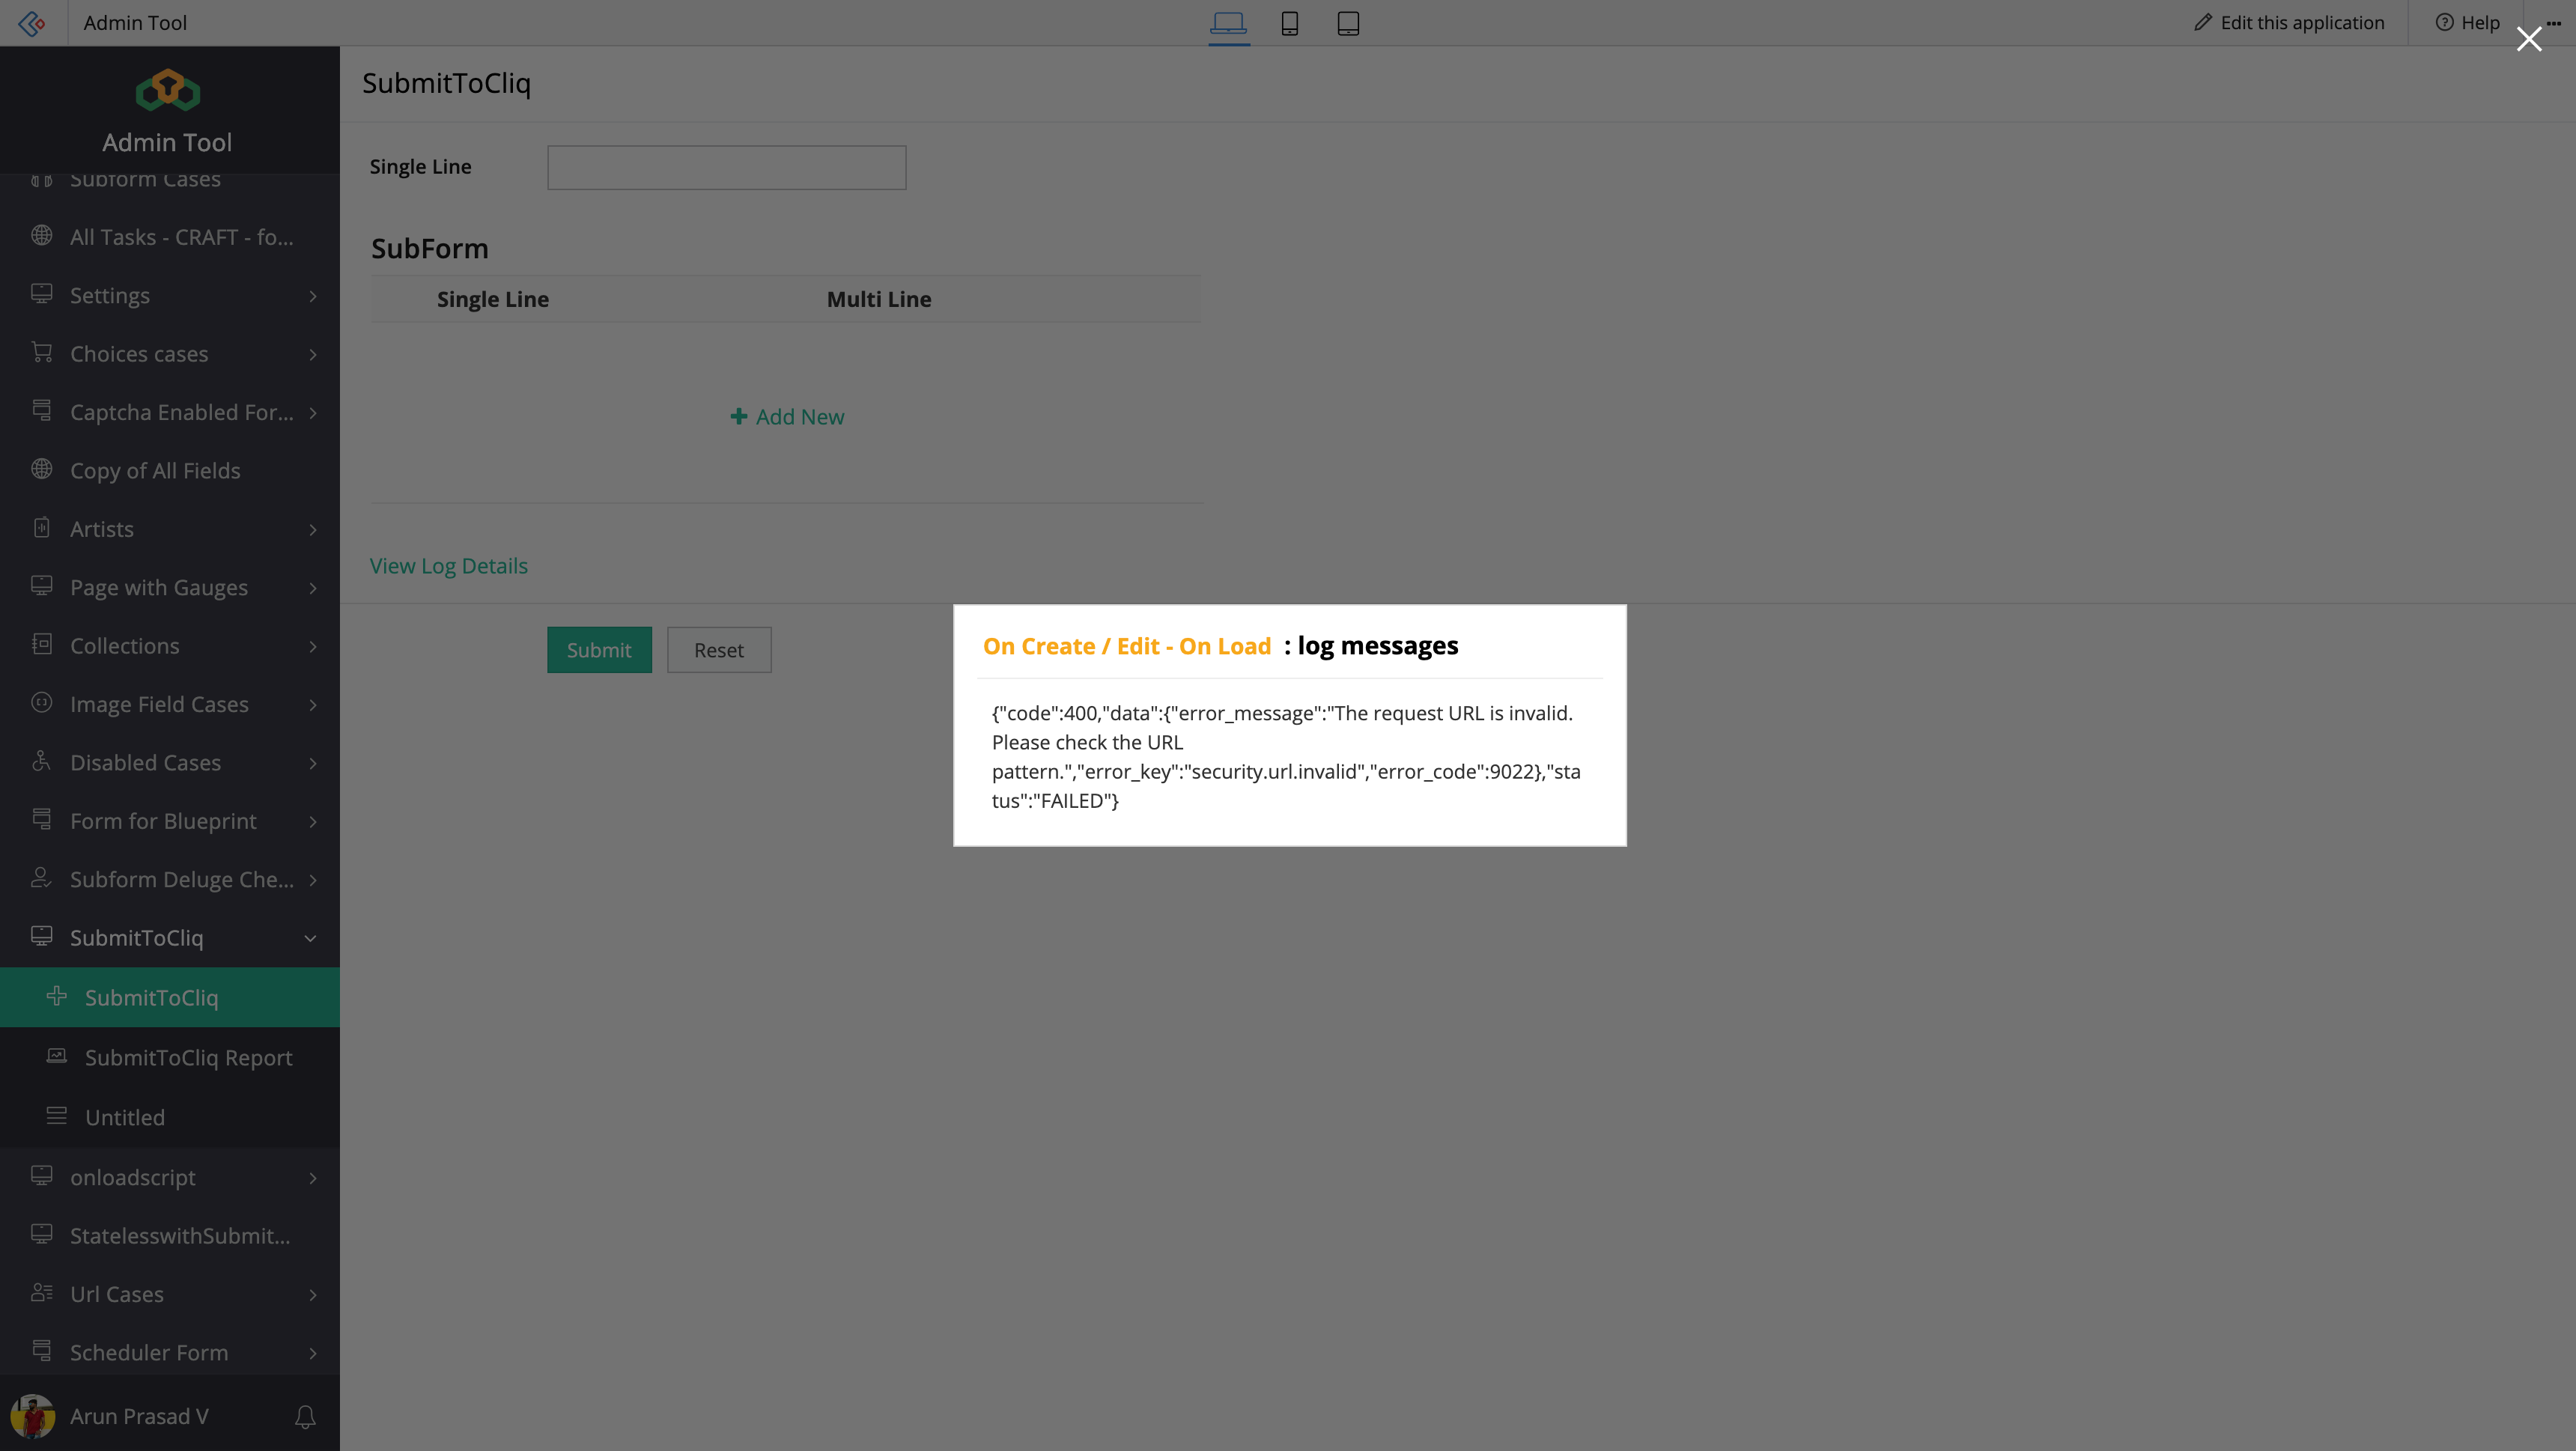 Admin Tool
Edit this application
Help
Admin Tool
Subform Cases
All Tasks - CRAFT - fo...
Settings
Choices cases
Captcha Enabled For...
Copy of All Fields
Artists
Page with Gauges
Collections
Image Field Cases
Disabled Cases
Form for Blueprint
Subform Deluge Che...
SubmitToCliq
SubmitToCliq
SubmitToCliq Report
Untitled
onloadscript
StatelesswithSubmit...
Url Cases
Scheduler Form
Arun Prasad V
SubmitToCliq
Single Line
SubForm
Single Line Multi Line
Add New
View Log Details
Submit Reset
On Create / Edit - On Load : log messages
{"code":400,"data":{"error_message":"The request URL is invalid.
Please check the URL
pattern.","error_key":"security.url.invalid","error_code":9022},"sta
tus":"FAILED"}